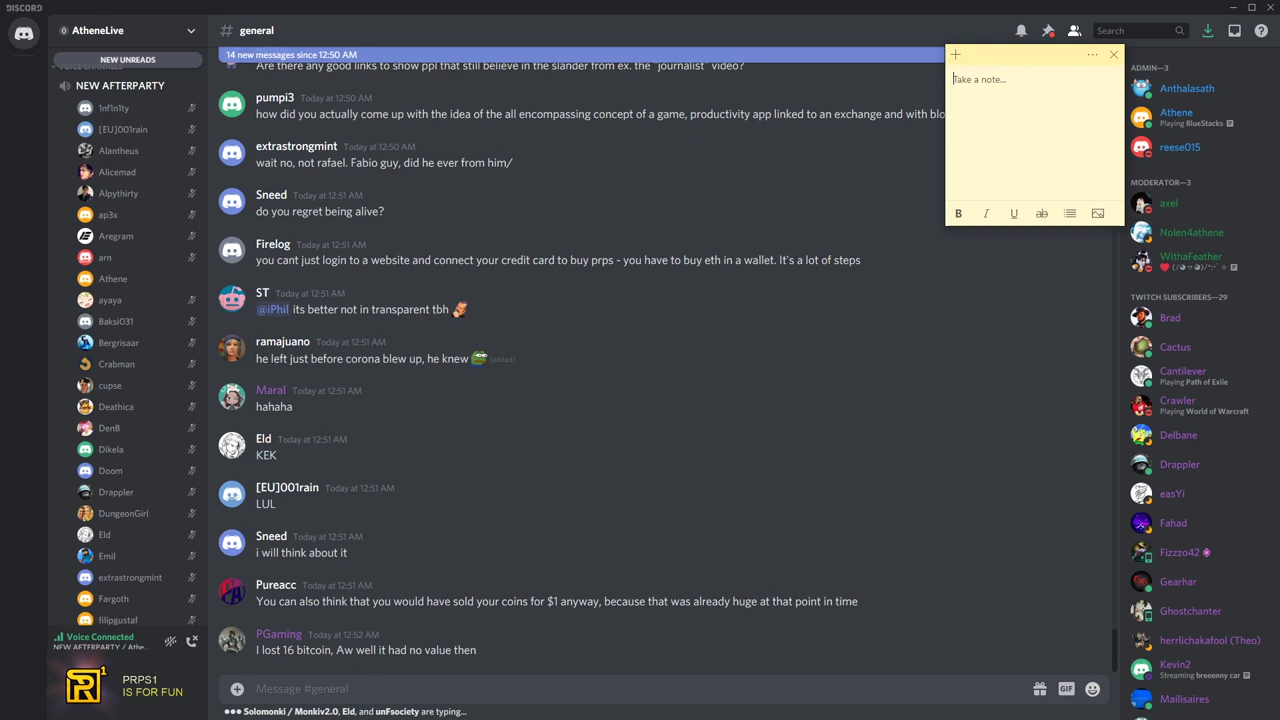 DISCORD
AtheneLive
general
Search
NEW UNREADS
14 new messages since 12:50 AM
NEW AFTERPARTY
1nf1n1ty
[EU]001rain
Alantheus
Alicemad
Alpythirty
ap3x
Aregram
arn
Athene
ayaya
Baksi031
Bergrisaar
Crabman
cupse
Deathica
DenB
Dikela
Doom
Drappler
DungeonGirl
Eld
Emil
extrastrongmint
Fargoth
filipgustaf
Voice Connected
NEW AFTERPARTY / Athe...
PRPS1
IS FOR FUN
Are there any good links to show ppl that still believe in the slander from ex. the "journalist" video?
pumpi3 Today at 12:50 AM
how did you actually come up with the idea of the all encompassing concept of a game, productivity app linked to an exchange and with blo
extrastrongmint Today at 12:50 AM
wait no, not rafael. Fabio guy, did he ever from him/
Sneed Today at 12:51 AM
do you regret being alive?
Firelog Today at 12:51 AM
you cant just login to a website and connect your credit card to buy prps - you have to buy eth in a wallet. It's a lot of steps
ST Today at 12:51 AM
@iPhil its better not in transparent tbh
ramajuano Today at 12:51 AM
he left just before corona blew up, he knew (edited)
Maral Today at 12:51 AM
hahaha
Eld Today at 12:51 AM
KEK
[EU]001rain Today at 12:51 AM
LUL
Sneed Today at 12:51 AM
i will think about it
Pureacc Today at 12:51 AM
You can also think that you would have sold your coins for $1 anyway, because that was already huge at that point in time
PGaming Today at 12:52 AM
I lost 16 bitcoin, Aw well it had no value then
Message #general
GIF
Solomonki / Monkiv2.0, Eld, and unFsociety are typing...
Take a note...
B I U ab
ADMIN—3
Anthalasath
Athene
Playing BlueStacks
reese015
MODERATOR—3
axel
Nolen4athene
WithaFeather
TWITCH SUBSCRIBERS—29
Brad
Cactus
Cantilever
Playing Path of Exile
Crawler
Playing World of Warcraft
Delbane
Drappler
easYi
Fahad
Fizzzo42
Gearhar
Ghostchanter
herrlichakafool (Theo)
Kevin2
Streaming breeenny car
Mailisaires